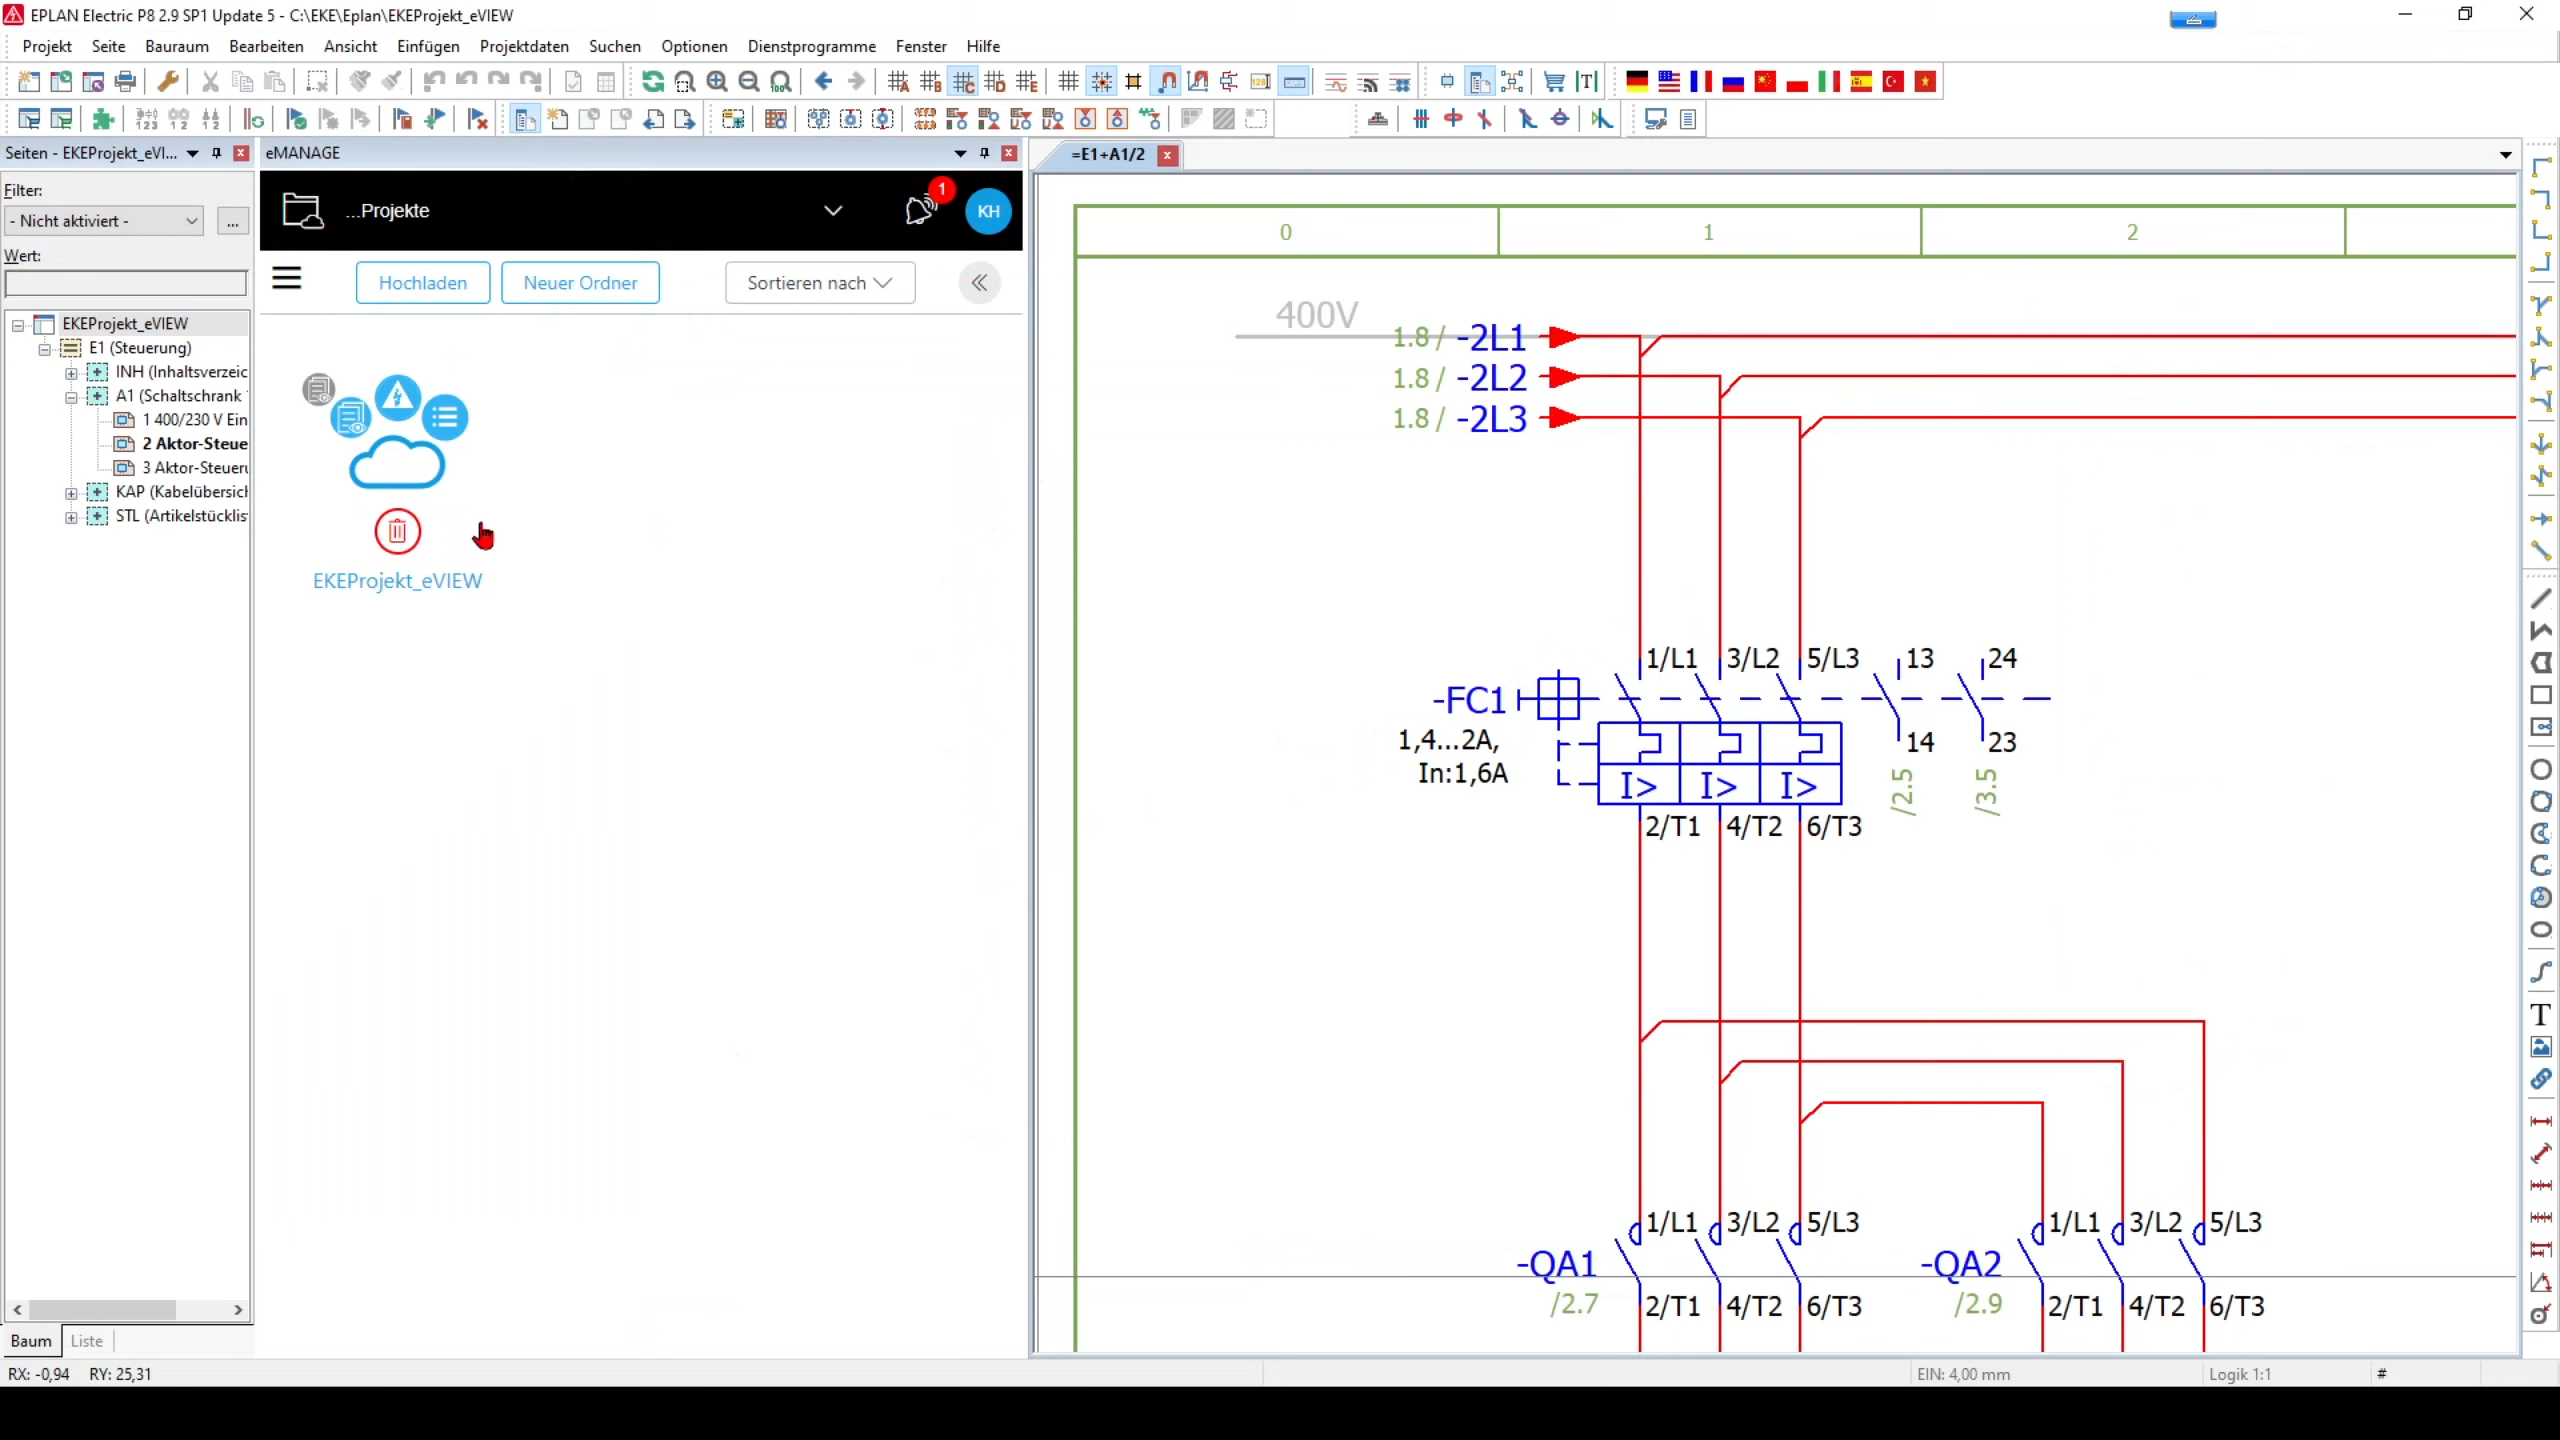 EPLAN Electric P8 2.9 SP1 Update 5 - C:\EKE\Eplan\EKEProjekt_eVIEW
Projekt Seite Bauraum Bearbeiten Ansicht Einfügen Projektdaten Suchen Optionen Dienstprogramme Fenster Hilfe
Seiten - EKEProjekt_eVI...
Filter:
- Nicht aktiviert -
...
Wert:
EKEProjekt_eVIEW
E1 (Steuerung)
INH (Inhaltsverzeic
A1 (Schaltschrank
1 400/230 V Ein
2 Aktor-Steue
3 Aktor-Steueru
KAP (Kabelübersich
STL (Artikelstücklis
Baum Liste
RX: -0,94 RY: 25,31
eMANAGE
...Projekte
1
KH
Hochladen Neuer Ordner Sortieren nach
EKEProjekt_eVIEW
=E1+A1/2
0 1 2
400V
1.8 / -2L1
1.8 / -2L2
1.8 / -2L3
1/L1 3/L2 5/L3 13 24
-FC1
1,4...2A,
In:1,6A
I> I> I>
14 23
/2.5 /3.5
2/T1 4/T2 6/T3
1/L1 3/L2 5/L3 1/L1 3/L2 5/L3
-QA1 -QA2
/2.7 2/T1 4/T2 6/T3 /2.9 2/T1 4/T2 6/T3
EIN: 4,00 mm Logik 1:1 #